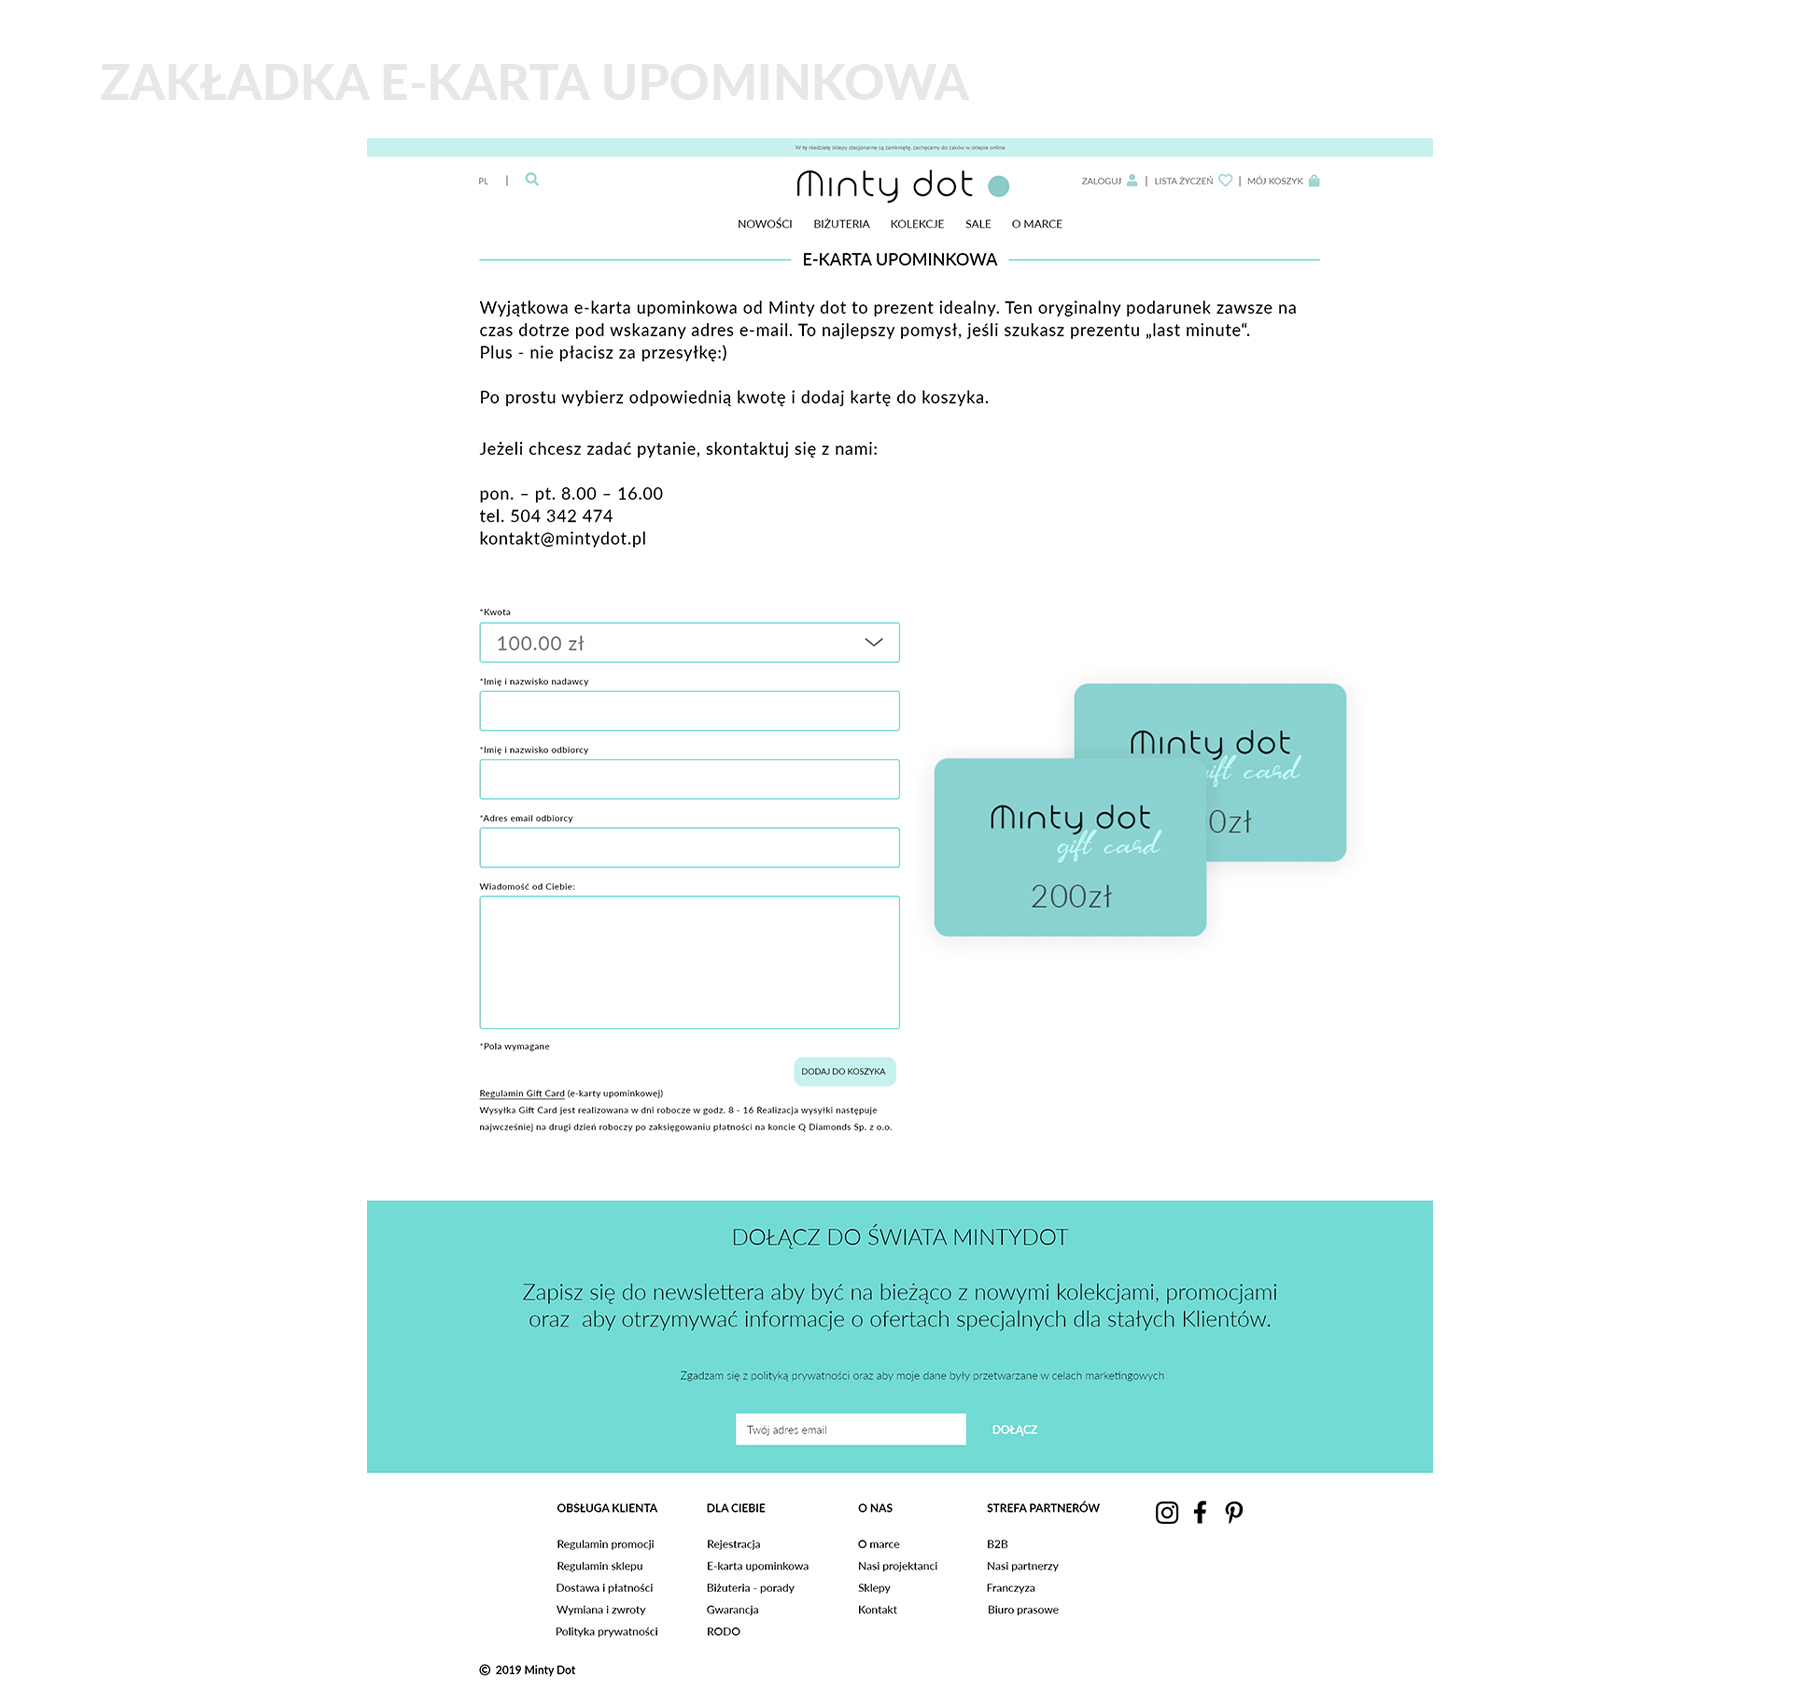 ZAKŁADKA E-KARTA UPOMINKOWA
W tę niedzielę sklepy stacjonarne są zamknięte, zachęcamy do zaków w sklepie online
PL |
Minty dot
ZALOGUJ | LISTA ŻYCZEŃ | MÓJ KOSZYK
NOWOŚCI BIŻUTERIA KOLEKCJE SALE O MARCE
E-KARTA UPOMINKOWA
Wyjątkowa e-karta upominkowa od Minty dot to prezent idealny. Ten oryginalny podarunek zawsze na
czas dotrze pod wskazany adres e-mail. To najlepszy pomysł, jeśli szukasz prezentu „last minute“.
Plus - nie płacisz za przesyłkę:)
Po prostu wybierz odpowiednią kwotę i dodaj kartę do koszyka.
Jeżeli chcesz zadać pytanie, skontaktuj się z nami:
pon. – pt. 8.00 – 16.00
tel. 504 342 474
kontakt@mintydot.pl
*Kwota
100.00 zł
*Imię i nazwisko nadawcy
*Imię i nazwisko odbiorcy
*Adres email odbiorcy
Wiadomość od Ciebie:
*Pola wymagane
DODAJ DO KOSZYKA
Regulamin Gift Card (e-karty upominkowej)
Wysyłka Gift Card jest realizowana w dni robocze w godz. 8 - 16 Realizacja wysyłki następuje
najwcześniej na drugi dzień roboczy po zaksięgowaniu płatności na koncie Q Diamonds Sp. z o.o.
Minty dot
gift card
0zł
Minty dot
gift card
200zł
DOŁĄCZ DO ŚWIATA MINTYDOT
Zapisz się do newslettera aby być na bieżąco z nowymi kolekcjami, promocjami
oraz aby otrzymywać informacje o ofertach specjalnych dla stałych Klientów.
Zgadzam się z polityką prywatności oraz aby moje dane były przetwarzane w celach marketingowych
Twój adres email
DOŁĄCZ
OBSŁUGA KLIENTA
Regulamin promocji
Regulamin sklepu
Dostawa i płatności
Wymiana i zwroty
Polityka prywatności
DLA CIEBIE
Rejestracja
E-karta upominkowa
Biżuteria - porady
Gwarancja
RODO
O NAS
O marce
Nasi projektanci
Sklepy
Kontakt
STREFA PARTNERÓW
B2B
Nasi partnerzy
Franczyza
Biuro prasowe
© 2019 Minty Dot